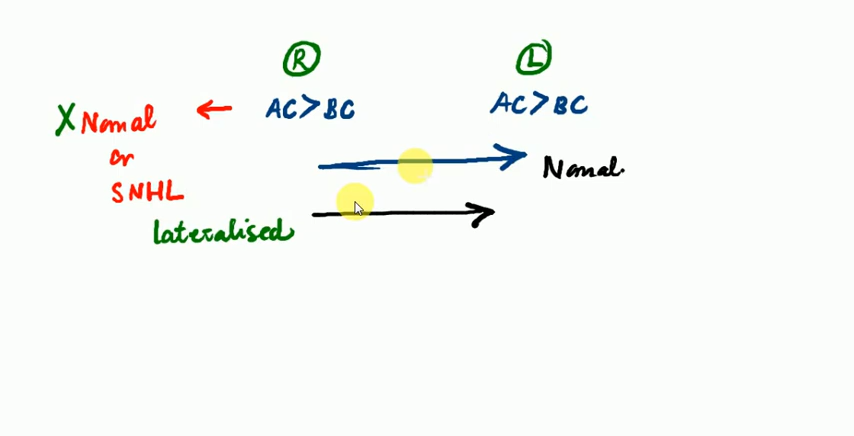 R L
X Nomal ← AC>BC AC>BC
or
SNHL
Nomal.
lateralised